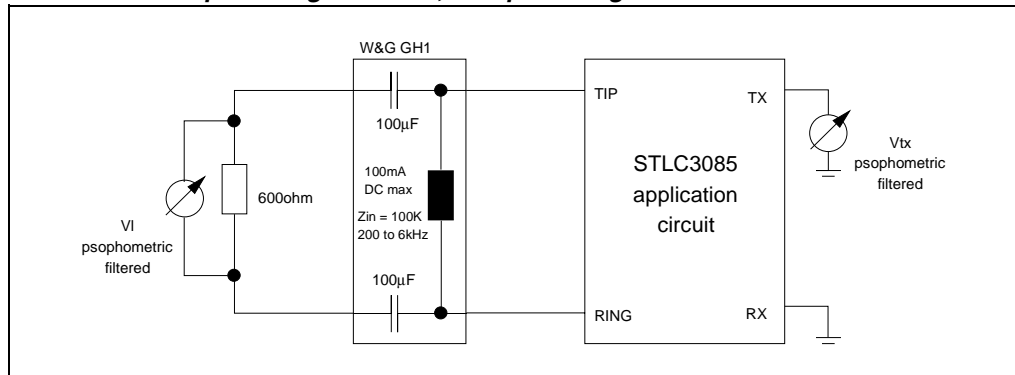 W&G GH1
100µF
100mA
DC max
Zin = 100K
200 to 6kHz
100µF
600ohm
Vl
psophometric
filtered
TIP
RING
STLC3085
application
circuit
TX
RX
Vtx
psophometric
filtered